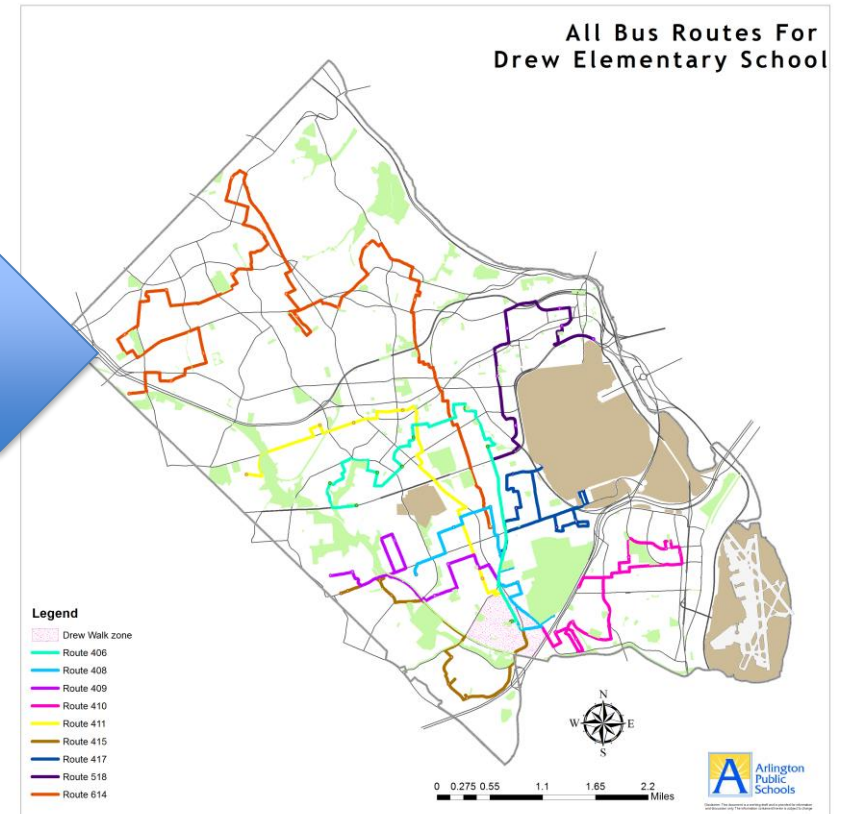 All Bus Routes For
Drew Elementary School
Legend
Drew Walk zone
Route 406
Route 408
Route 409
Route 410
Route 411
Route 415
Route 417
Route 518
Route 614
N
W E
S
0 0.275 0.55 1.1 1.65 2.2
Miles
Arlington
Public
Schools